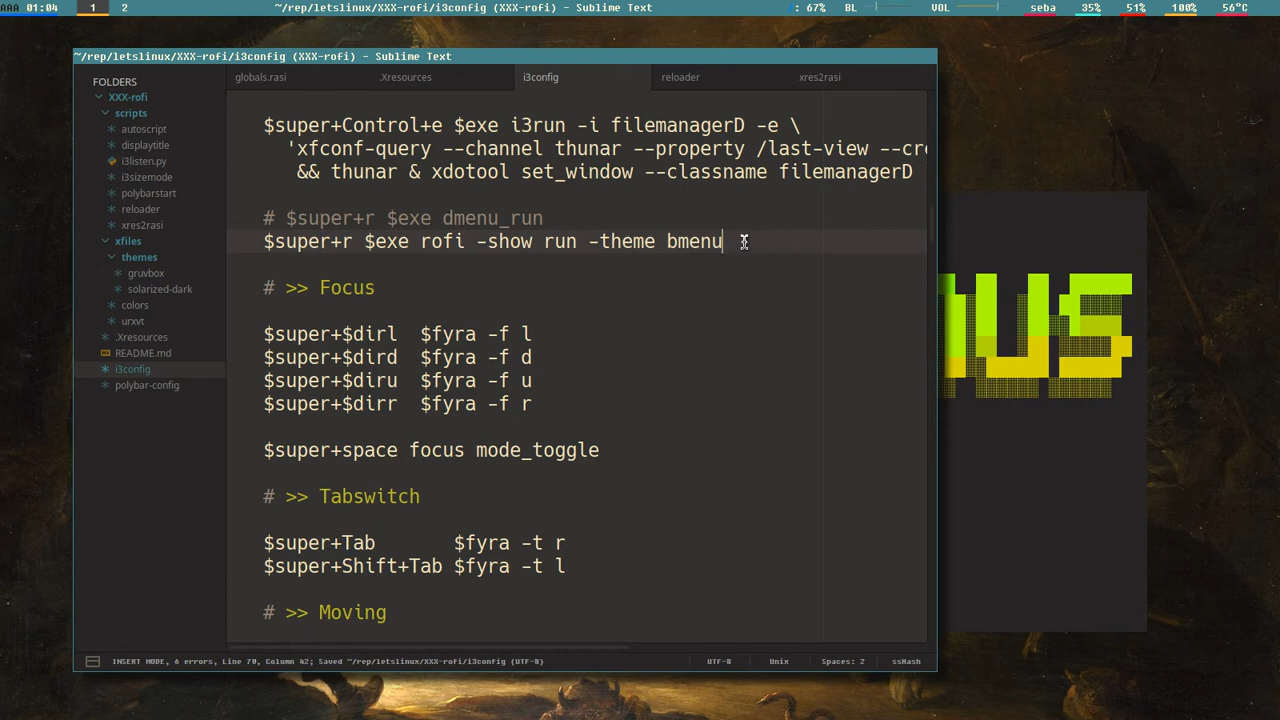 AAA 01:04 1 2 ~/rep/letslinux/XXX-rofi/i3config (XXX-rofi) - Sublime Text : 67% BL VOL seba 35% 51% 100% 56°C
~/rep/letslinux/XXX-rofi/i3config (XXX-rofi) - Sublime Text
globals.rasi .Xresources i3config reloader xres2rasi
FOLDERS
XXX-rofi
scripts
autoscript
displaytitle
i3listen.py
i3sizemode
polybarstart
reloader
xres2rasi
xfiles
themes
gruvbox
solarized-dark
colors
urxvt
.Xresources
README.md
i3config
polybar-config
$super+Control+e $exe i3run -i filemanagerD -e \
'xfconf-query --channel thunar --property /last-view --cre
&& thunar & xdotool set_window --classname filemanagerD
# $super+r $exe dmenu_run
$super+r $exe rofi -show run -theme bmenu
# >> Focus
$super+$dirl $fyra -f l
$super+$dird $fyra -f d
$super+$diru $fyra -f u
$super+$dirr $fyra -f r
$super+space focus mode_toggle
# >> Tabswitch
$super+Tab $fyra -t r
$super+Shift+Tab $fyra -t l
# >> Moving
US
INSERT MODE, 6 errors, Line 70, Column 42; Saved ~/rep/letslinux/XXX-rofi/i3config (UTF-8) UTF-8 Unix Spaces: 2 ssHash